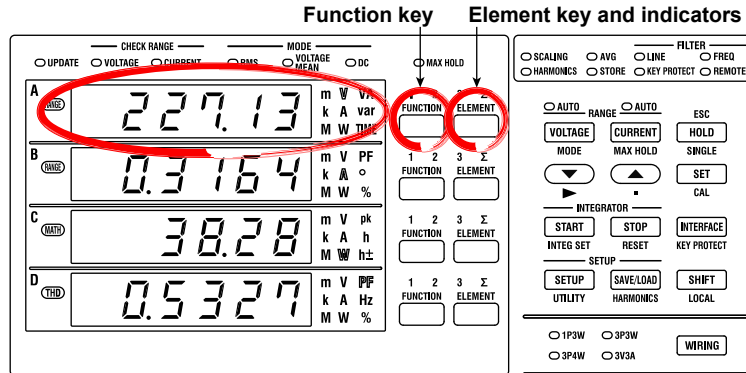 Function key Element key and indicators
CHECK RANGE MODE FILTER
UPDATE VOLTAGE CURRENT RMS VOLTAGE MEAN DC MAX HOLD
SCALING AVG LINE FREQ
HARMONICS STORE KEY PROTECT REMOTE
A RANGE 227.13 m V VA
k A var
M W TIME
FUNCTION ELEMENT
B RANGE 0.3164 m V PF
k A °
M W %
1 2 3 Σ
FUNCTION ELEMENT
C MATH 38.28 m V pk
k A h
M W h±
1 2 3 Σ
FUNCTION ELEMENT
D THD 0.5327 m V PF
k A Hz
M W %
1 2 3 Σ
FUNCTION ELEMENT
AUTO RANGE AUTO ESC
VOLTAGE CURRENT HOLD
MODE MAX HOLD SINGLE
SET
CAL
INTEGRATOR
START STOP INTERFACE
INTEG SET RESET KEY PROTECT
SETUP
SETUP SAVE/LOAD SHIFT
UTILITY HARMONICS LOCAL
1P3W 3P3W
3P4W 3V3A
WIRING